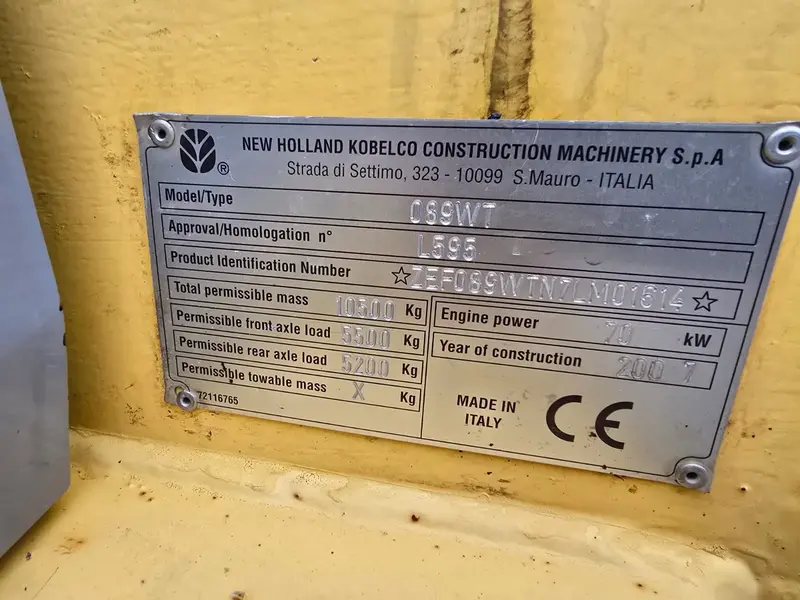 ®
NEW HOLLAND KOBELCO CONSTRUCTION MACHINERY S.p.A
Strada di Settimo, 323 - 10099 S.Mauro - ITALIA
Model/Type 069WT
Approval/Homologation n° L595
Product Identification Number ☆ZEF069WTN7LM01614☆
Total permissible mass 10500 Kg
Permissible front axle load 5500 Kg
Permissible rear axle load 5200 Kg
Permissible towable mass X Kg
72116765
Engine power 70 kW
Year of construction 2007
MADE IN
ITALY
CE